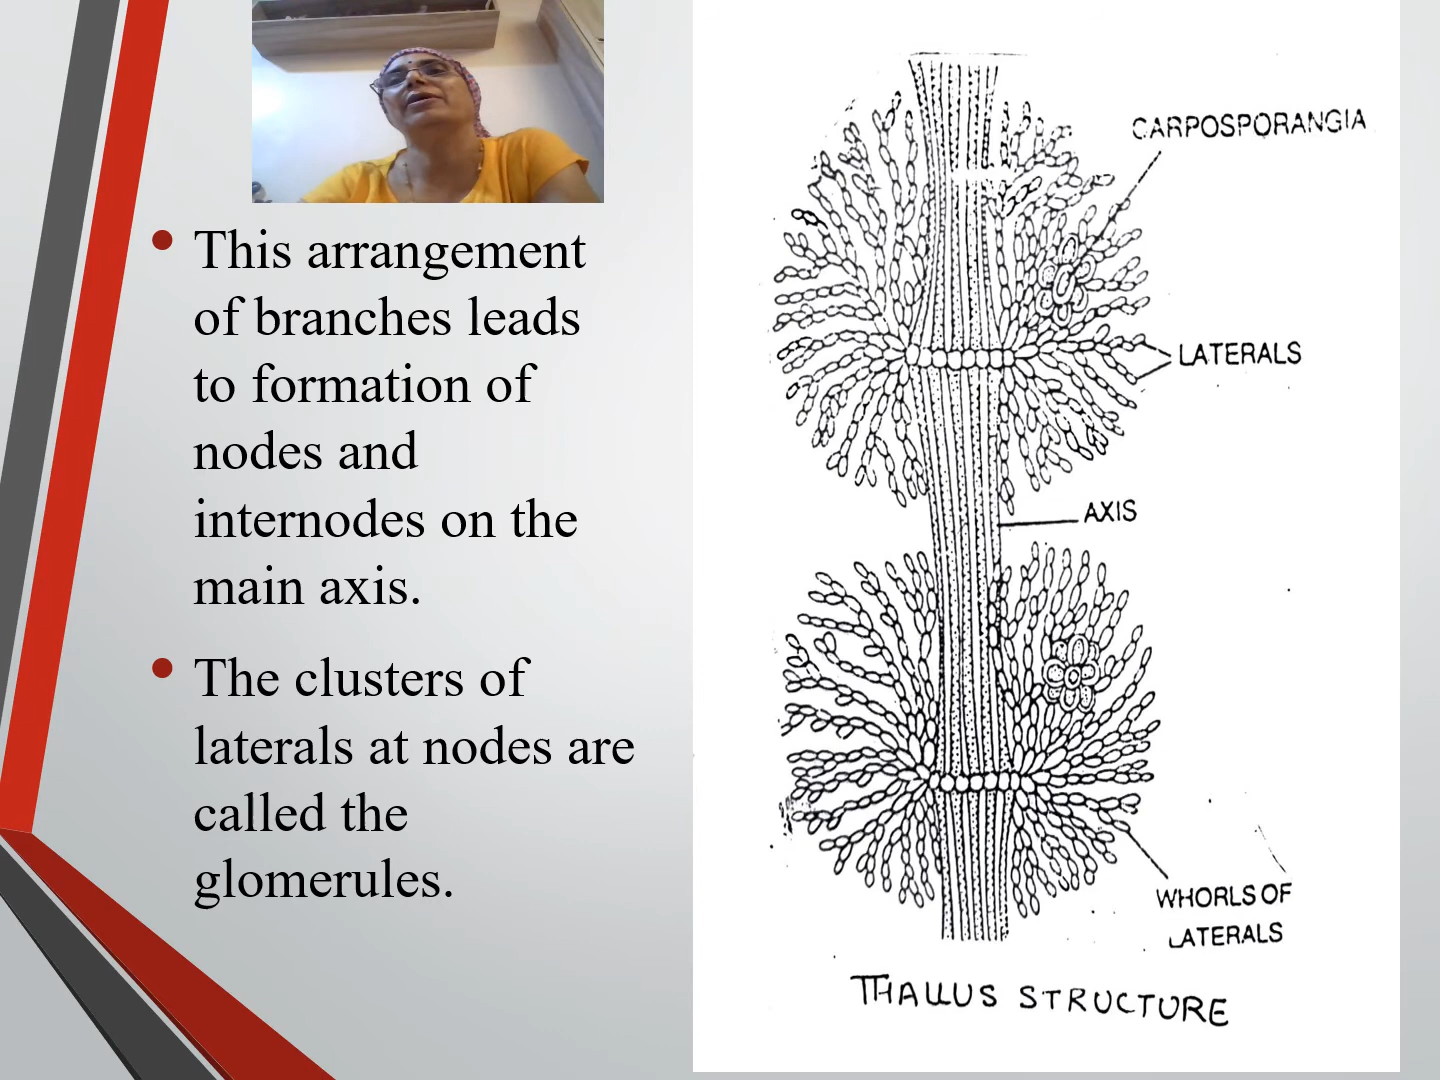 This arrangement
of branches leads
to formation of
nodes and
internodes on the
main axis.
The clusters of
laterals at nodes are
called the
glomerules.
CARPOSPORANGIA
LATERALS
AXIS
WHORLS OF
LATERALS
THALLUS STRUCTURE